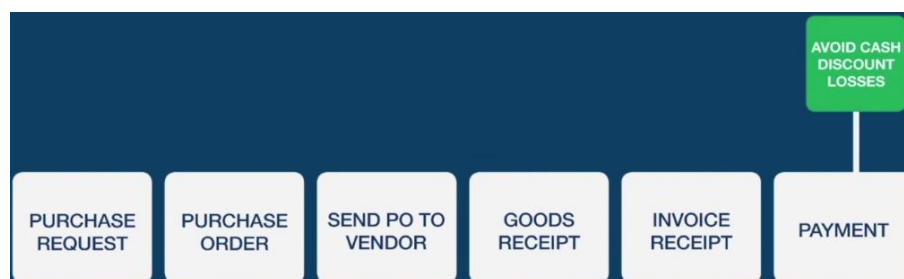 AVOID CASH
DISCOUNT
LOSSES
PURCHASE
REQUEST
PURCHASE
ORDER
SEND PO TO
VENDOR
GOODS
RECEIPT
INVOICE
RECEIPT
PAYMENT